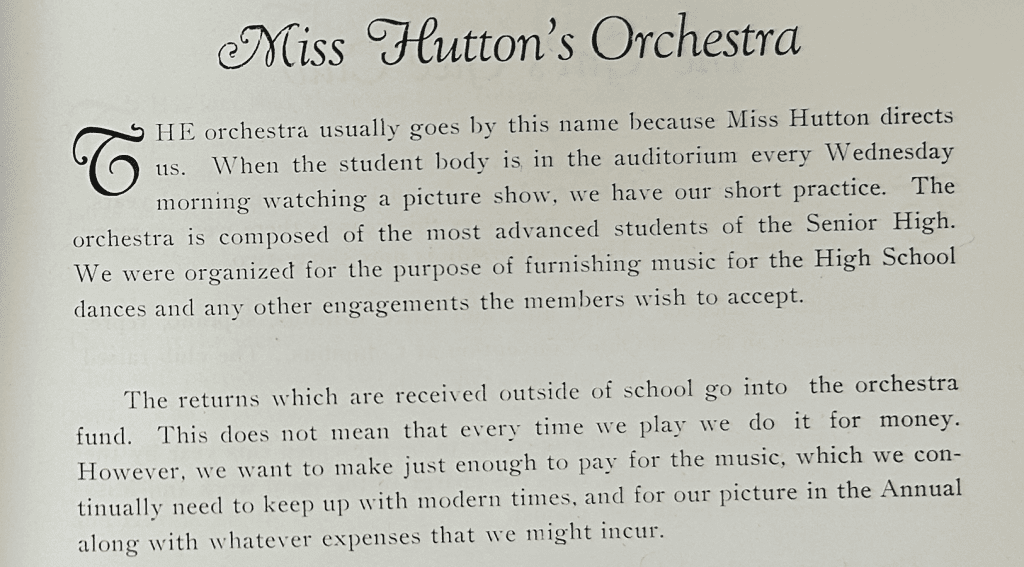 Miss Hutton's Orchestra
THE orchestra usually goes by this name because Miss Hutton directs
us. When the student body is in the auditorium every Wednesday
morning watching a picture show, we have our short practice. The
orchestra is composed of the most advanced students of the Senior High.
We were organized for the purpose of furnishing music for the High School
dances and any other engagements the members wish to accept.
The returns which are received outside of school go into the orchestra
fund. This does not mean that every time we play we do it for money.
However, we want to make just enough to pay for the music, which we con-
tinually need to keep up with modern times, and for our picture in the Annual
along with whatever expenses that we might incur.